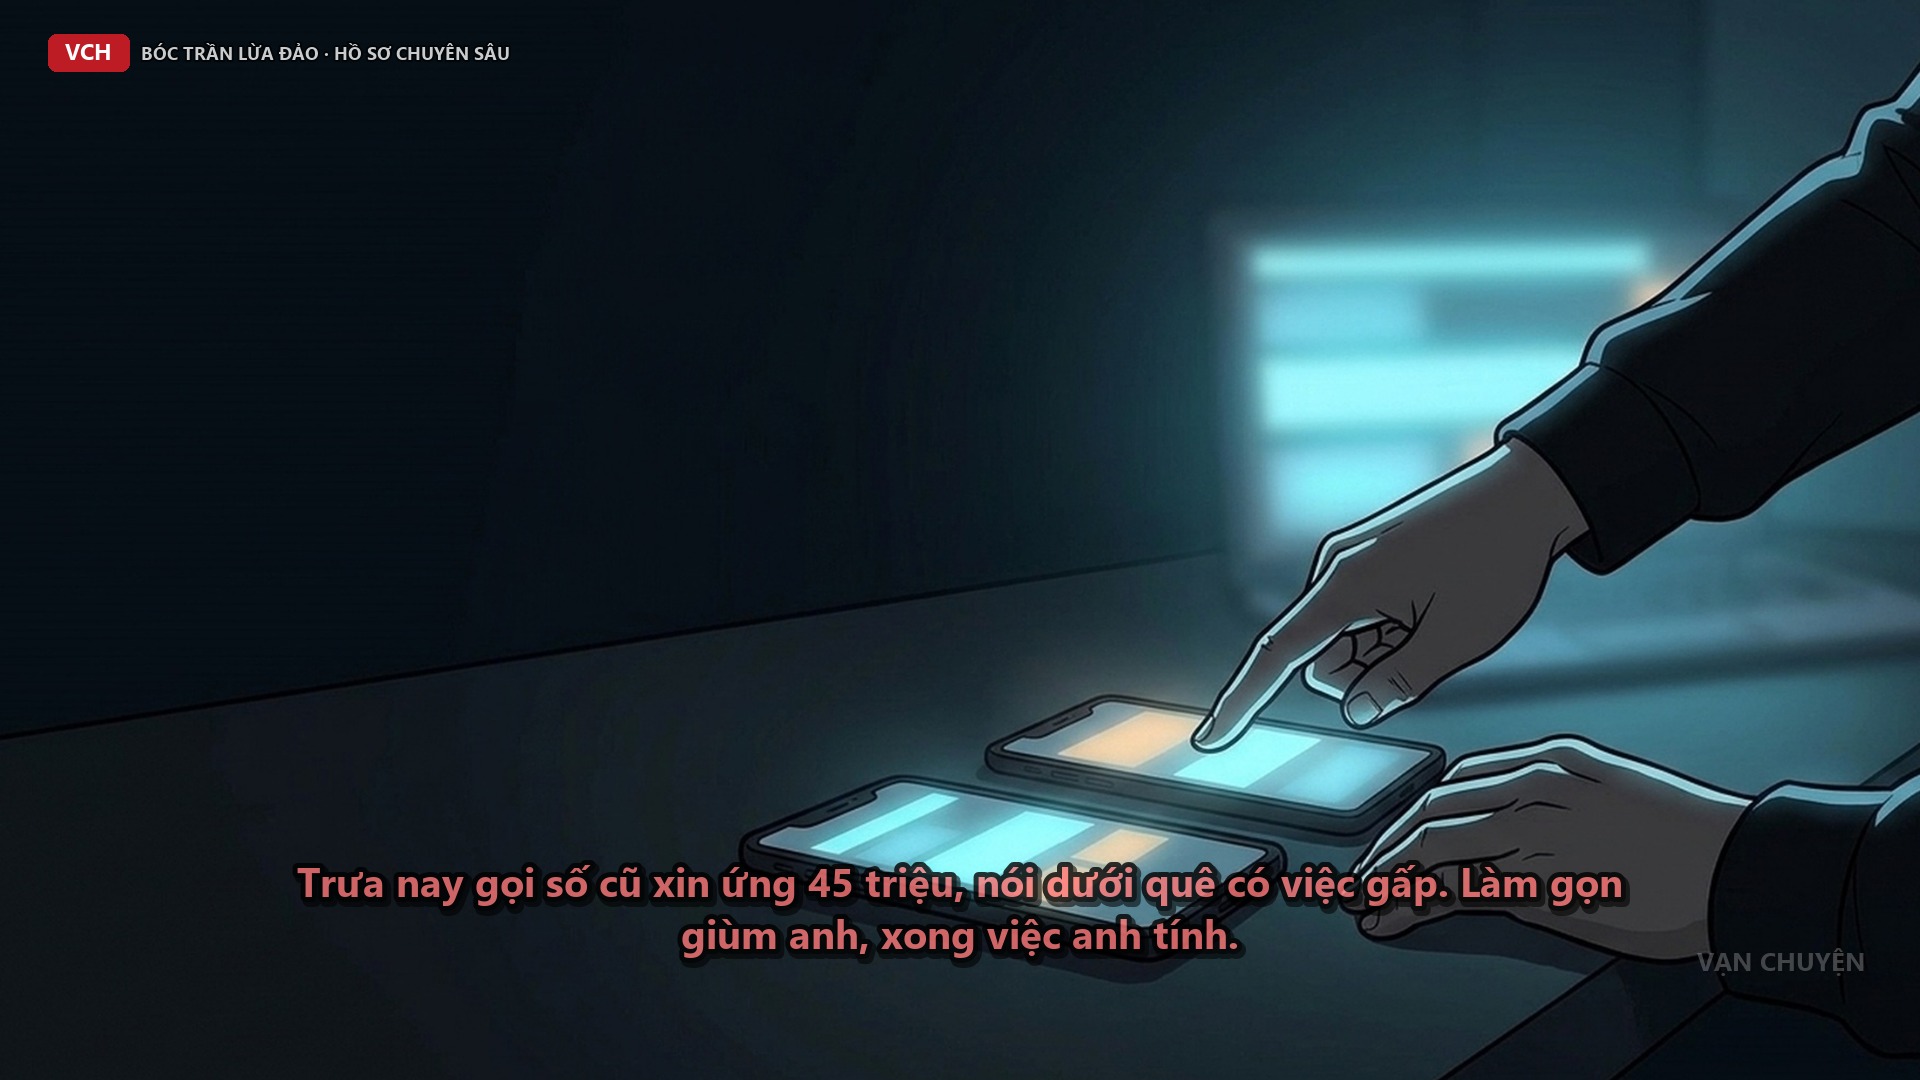 VCH BÓC TRẦN LỪA ĐẢO · HỒ SƠ CHUYÊN SÂU
Trưa nay gọi số cũ xin ứng 45 triệu, nói dưới quê có việc gấp. Làm gọn
giùm anh, xong việc anh tính.
VẠN CHUYỆN